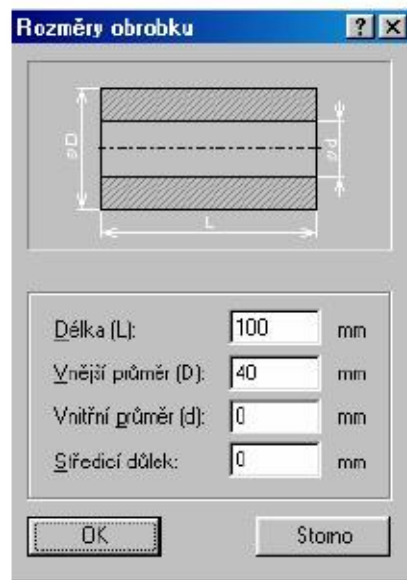 Rozměry obrobku
øD
ød
L
Délka (L): 100 mm
Vnější průměr (D): 40 mm
Vnitřní průměr (d): 0 mm
Středicí důlek: 0 mm
OK Storno